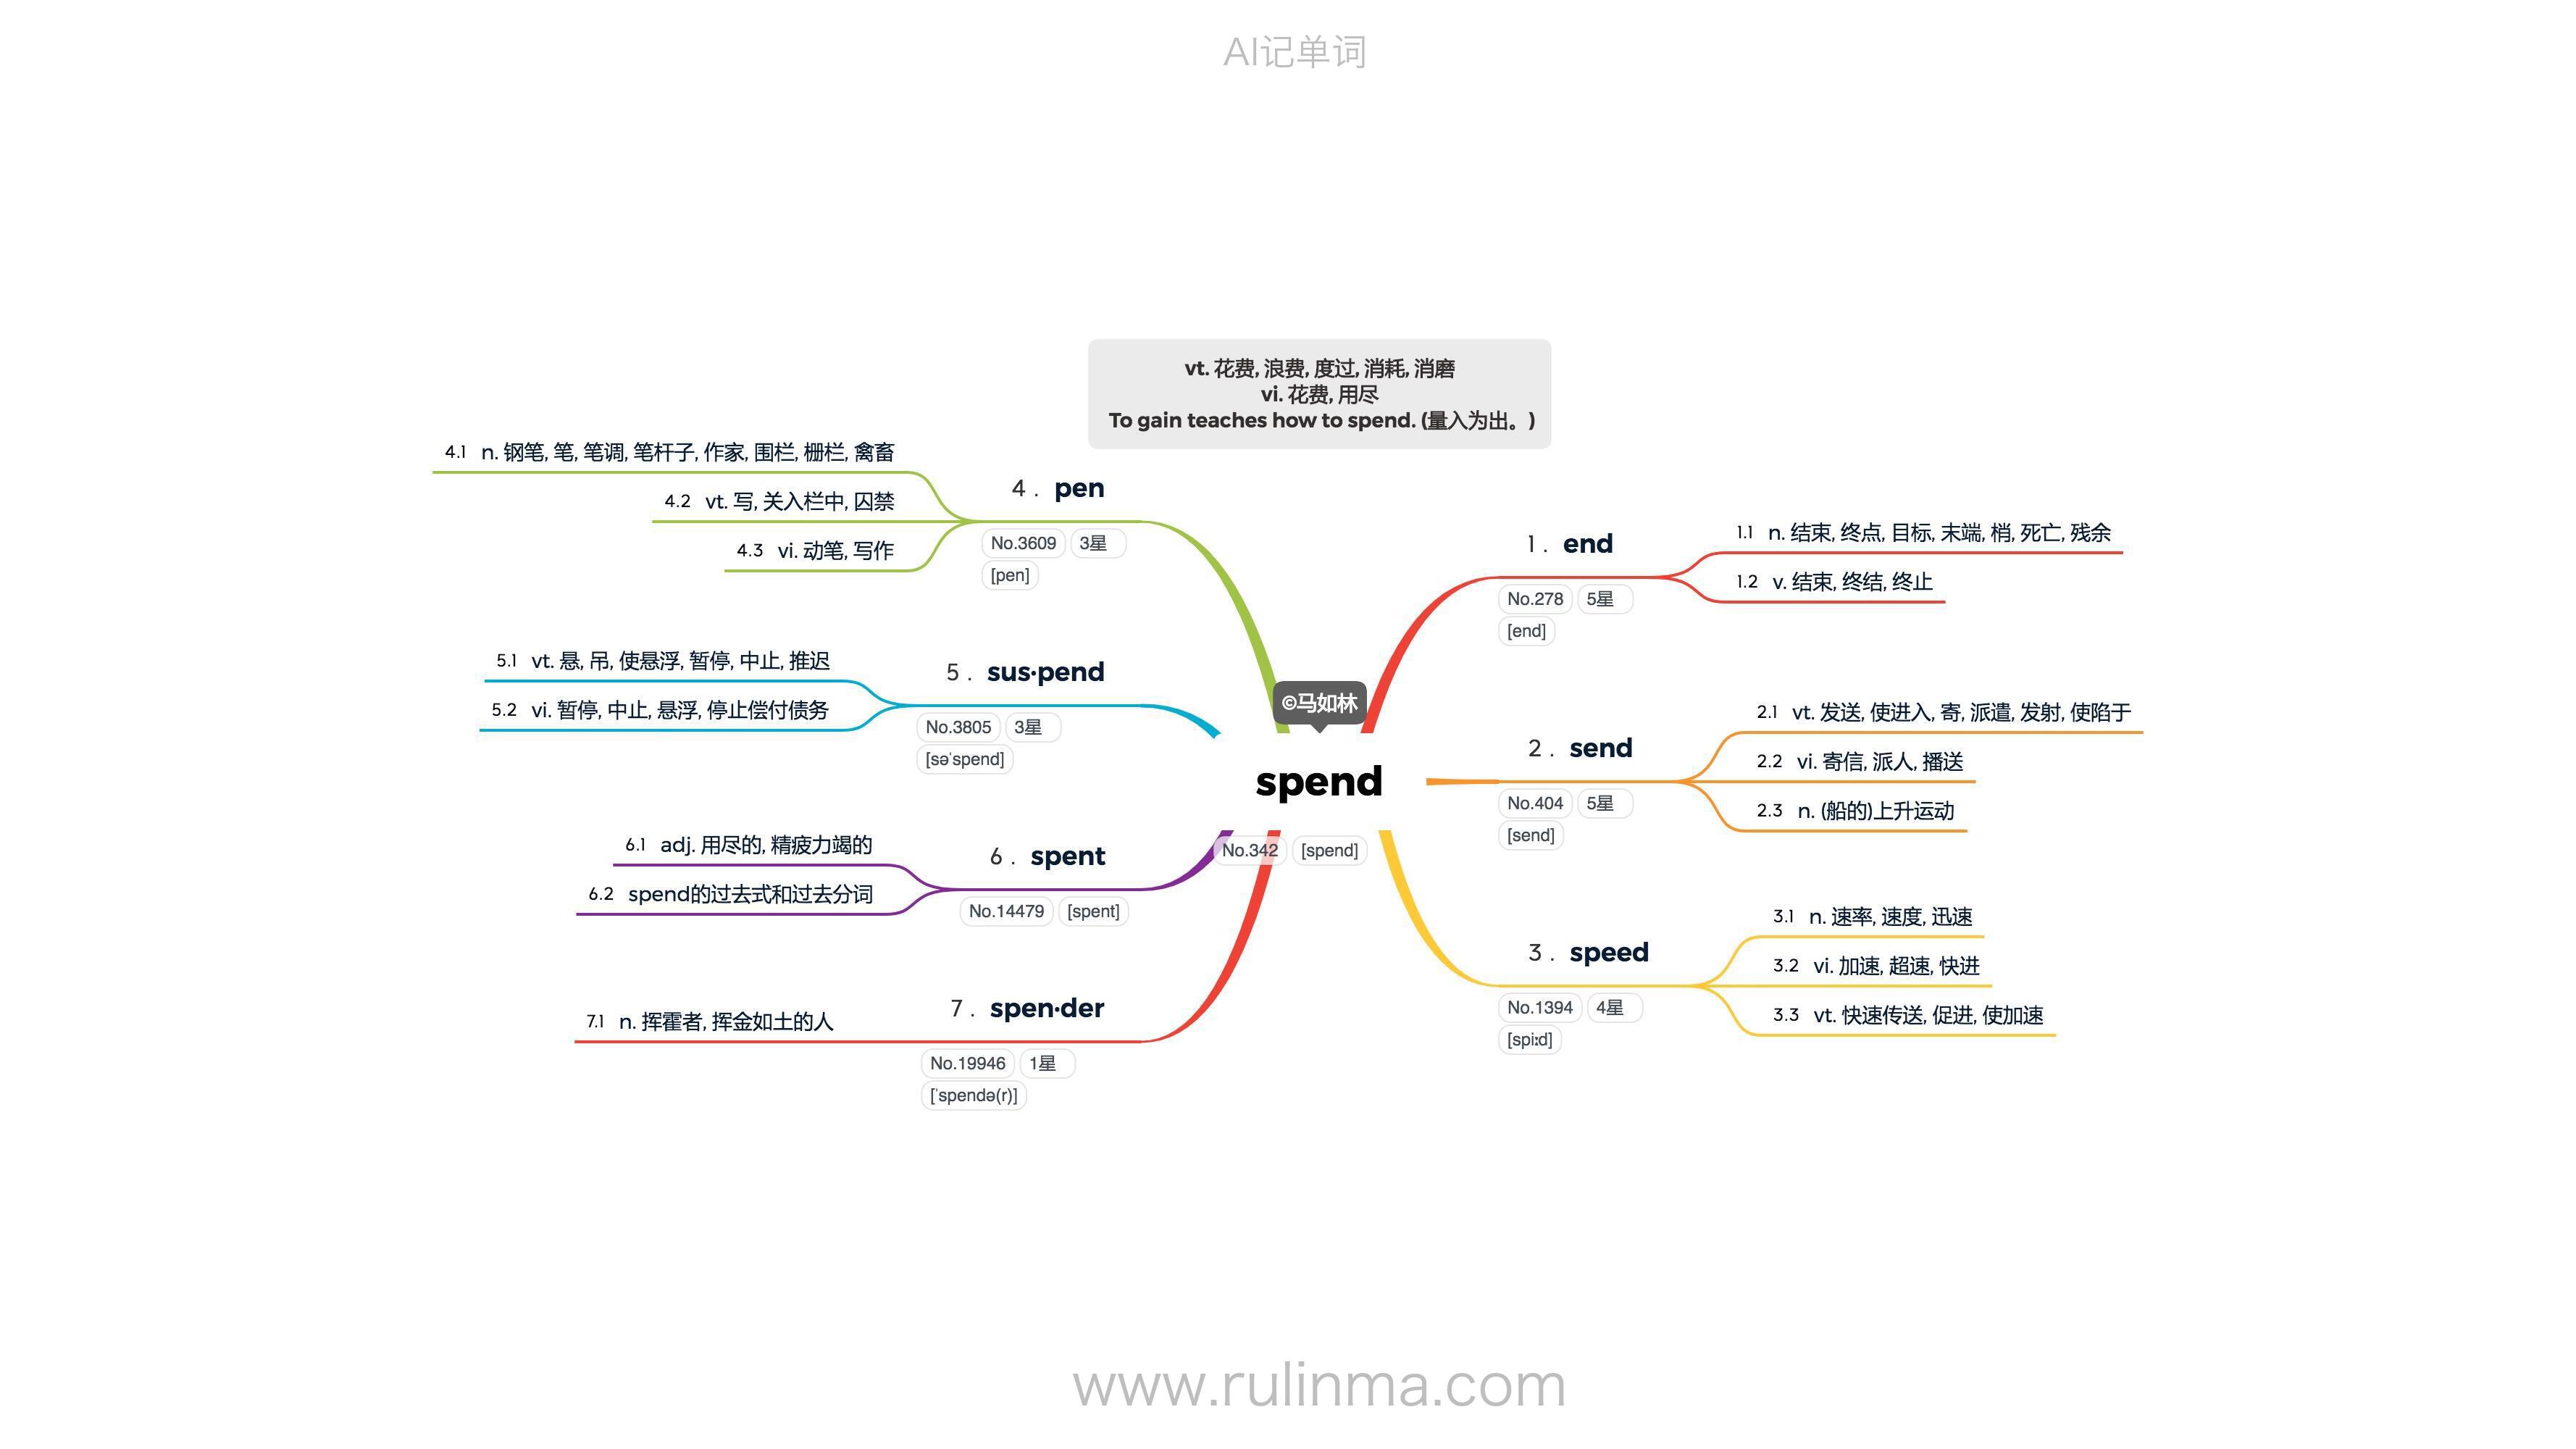 AI记单词
vt. 花费, 浪费, 度过, 消耗, 消磨
vi. 花费, 用尽
To gain teaches how to spend. (量入为出。)
©马如林
spend
No.342 [spend]
1. end
No.278 5星
[end]
1.1 n. 结束, 终点, 目标, 末端, 梢, 死亡, 残余
1.2 v. 结束, 终结, 终止
2. send
No.404 5星
[send]
2.1 vt. 发送, 使进入, 寄, 派遣, 发射, 使陷于
2.2 vi. 寄信, 派人, 播送
2.3 n. (船的)上升运动
3. speed
No.1394 4星
[spiːd]
3.1 n. 速率, 速度, 迅速
3.2 vi. 加速, 超速, 快进
3.3 vt. 快速传送, 促进, 使加速
4. pen
No.3609 3星
[pen]
4.1 n. 钢笔, 笔, 笔调, 笔杆子, 作家, 围栏, 栅栏, 禽畜
4.2 vt. 写, 关入栏中, 囚禁
4.3 vi. 动笔, 写作
5. sus·pend
No.3805 3星
[səˈspend]
5.1 vt. 悬, 吊, 使悬浮, 暂停, 中止, 推迟
5.2 vi. 暂停, 中止, 悬浮, 停止偿付债务
6. spent
No.14479 [spent]
6.1 adj. 用尽的, 精疲力竭的
6.2 spend的过去式和过去分词
7. spen·der
No.19946 1星
[ˈspendə(r)]
7.1 n. 挥霍者, 挥金如土的人
www.rulinma.com